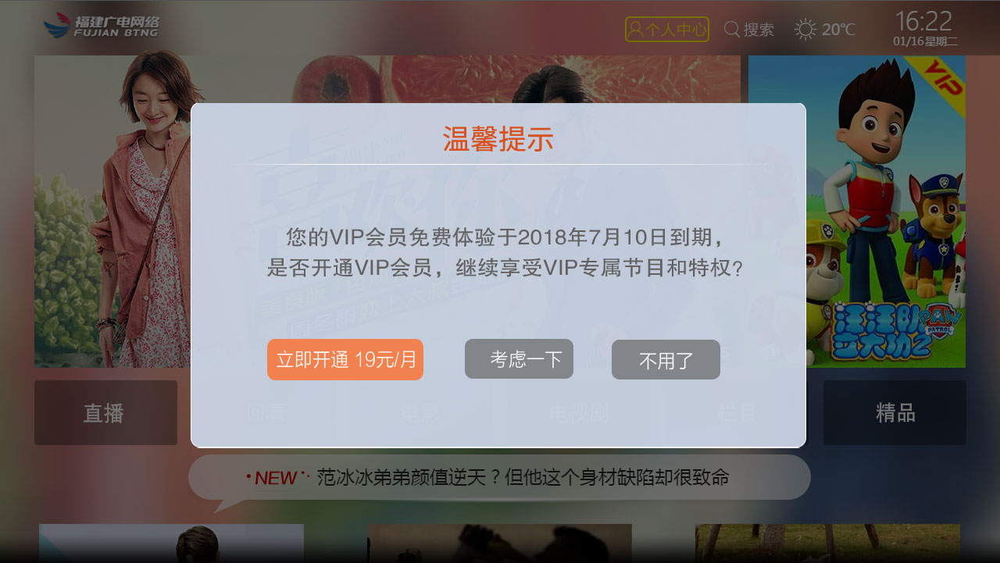 福建广电网络
FUJIAN BTNG
个人中心
搜索
20℃
16:22
01/16 星期二
VIP
温馨提示
您的VIP会员免费体验于2018年7月10日到期，
是否开通VIP会员，继续享受VIP专属节目和特权？
立即开通 19元/月
考虑一下
不用了
汪汪队
立大功2
PAW
PATROL
直播
回看
电影
电视剧
栏目
精品
NEW
范冰冰弟弟颜值逆天？但他这个身材缺陷却很致命